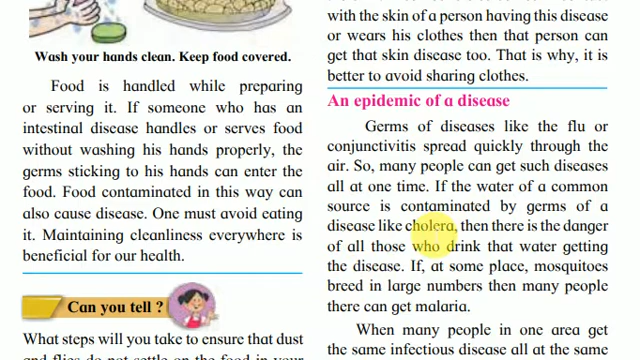 Wash your hands clean. Keep food covered.
Food is handled while preparing
or serving it. If someone who has an
intestinal disease handles or serves food
without washing his hands properly, the
germs sticking to his hands can enter the
food. Food contaminated in this way can
also cause disease. One must avoid eating
it. Maintaining cleanliness everywhere is
beneficial for our health.
Can you tell ?
What steps will you take to ensure that dust
and flies do not settle on the food in your
with the skin of a person having this disease
or wears his clothes then that person can
get that skin disease too. That is why, it is
better to avoid sharing clothes.
An epidemic of a disease
Germs of diseases like the flu or
conjunctivitis spread quickly through the
air. So, many people can get such diseases
all at one time. If the water of a common
source is contaminated by germs of a
disease like cholera, then there is the danger
of all those who drink that water getting
the disease. If, at some place, mosquitoes
breed in large numbers then many people
there can get malaria.
When many people in one area get
the same infectious disease all at the same